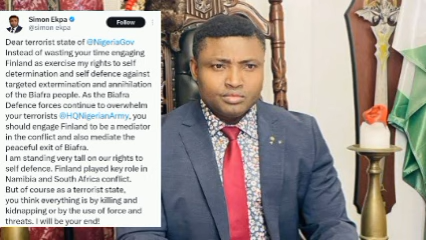 Simon Ekpa
@simon_ekpa
Follow
Dear terrorist state of @NigeriaGov
Instead of wasting your time engaging
Finland as exercise my rights to self
determination and self defence against
targeted extermination and annihilation
of the Biafra people. As the Biafra
Defence forces continue to overwhelm
your terrorists @HQNigerianArmy, you
should engage Finland to be a mediator
in the conflict and also mediate the
peaceful exit of Biafra.
I am standing very tall on our rights to
self defence. Finland played key role in
Namibia and South Africa conflict.
But of course as a terrorist state,
you think everything is by killing and
kidnapping or by the use of force and
threats. I will be your end!